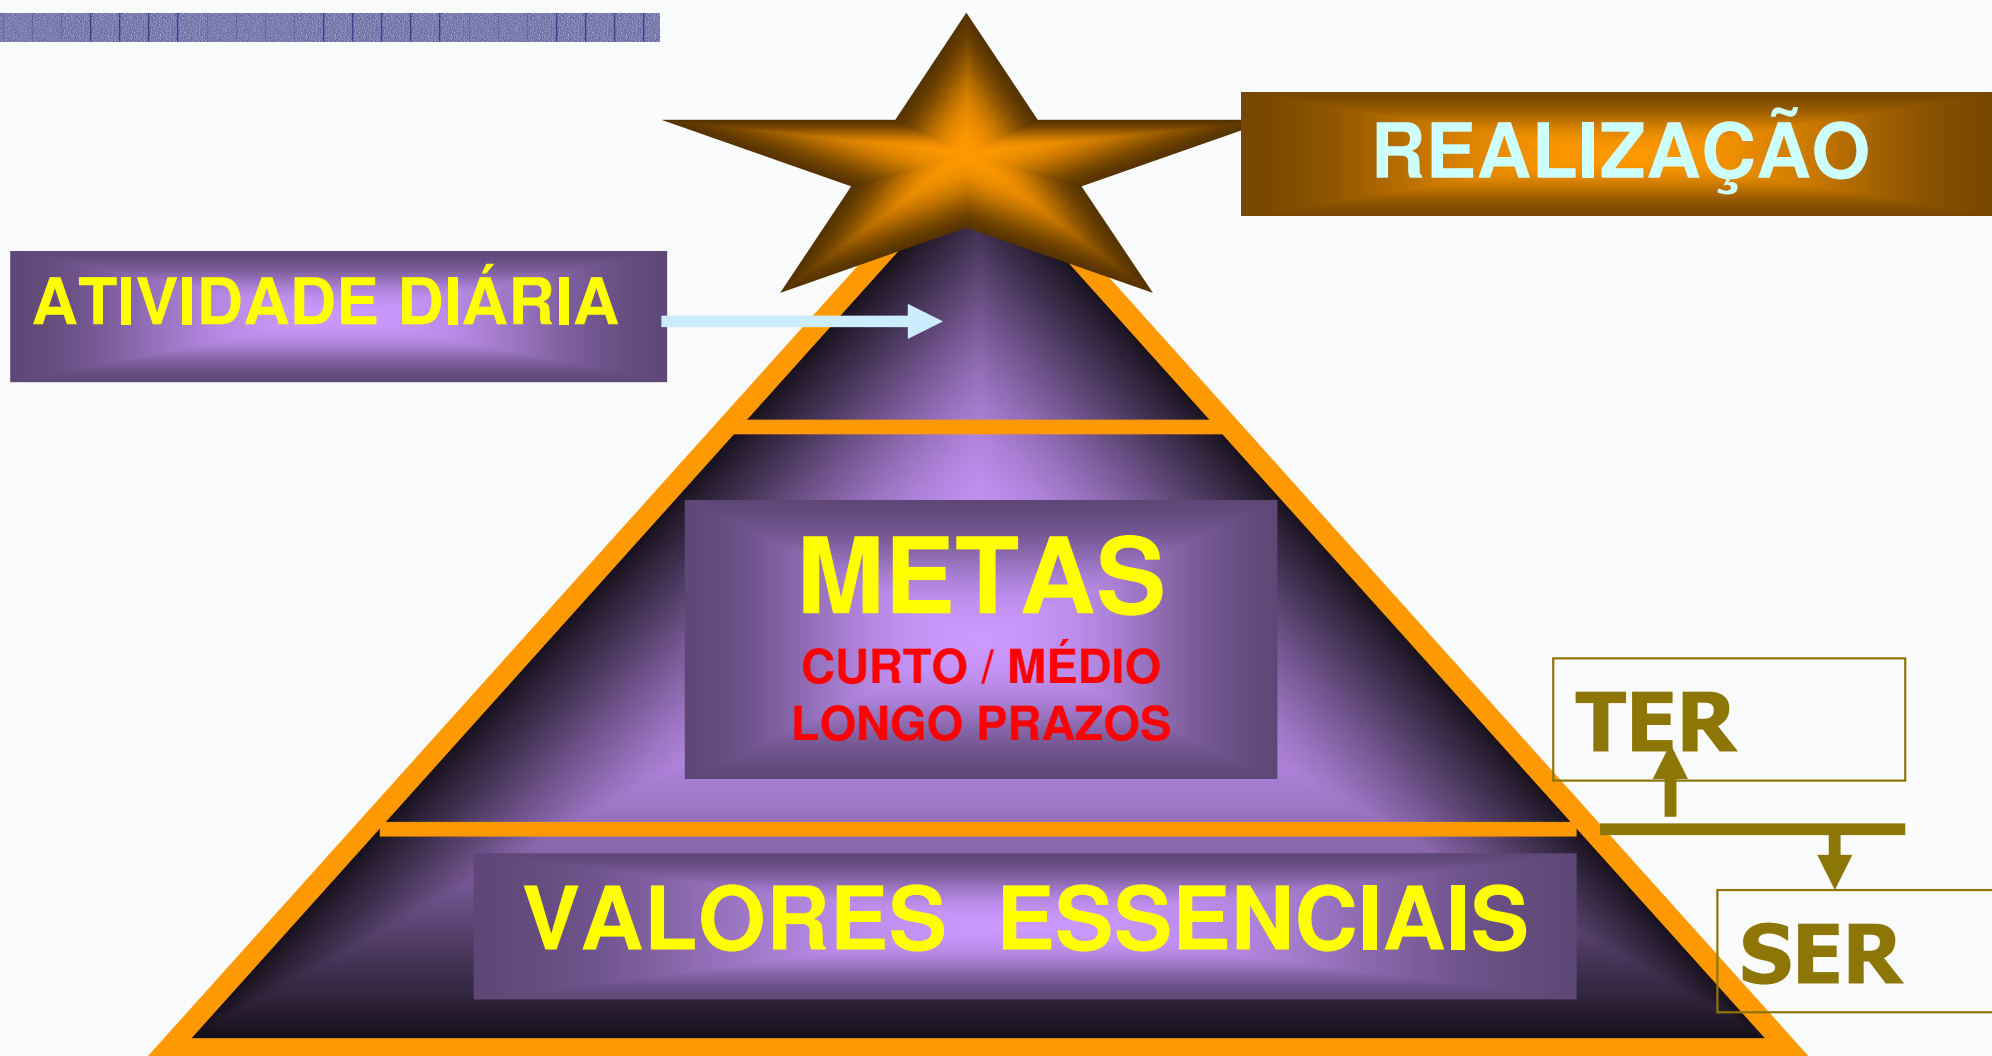 REALIZAÇÃO
ATIVIDADE DIÁRIA
METAS
CURTO / MÉDIO
LONGO PRAZOS
TER
VALORES ESSENCIAIS
SER